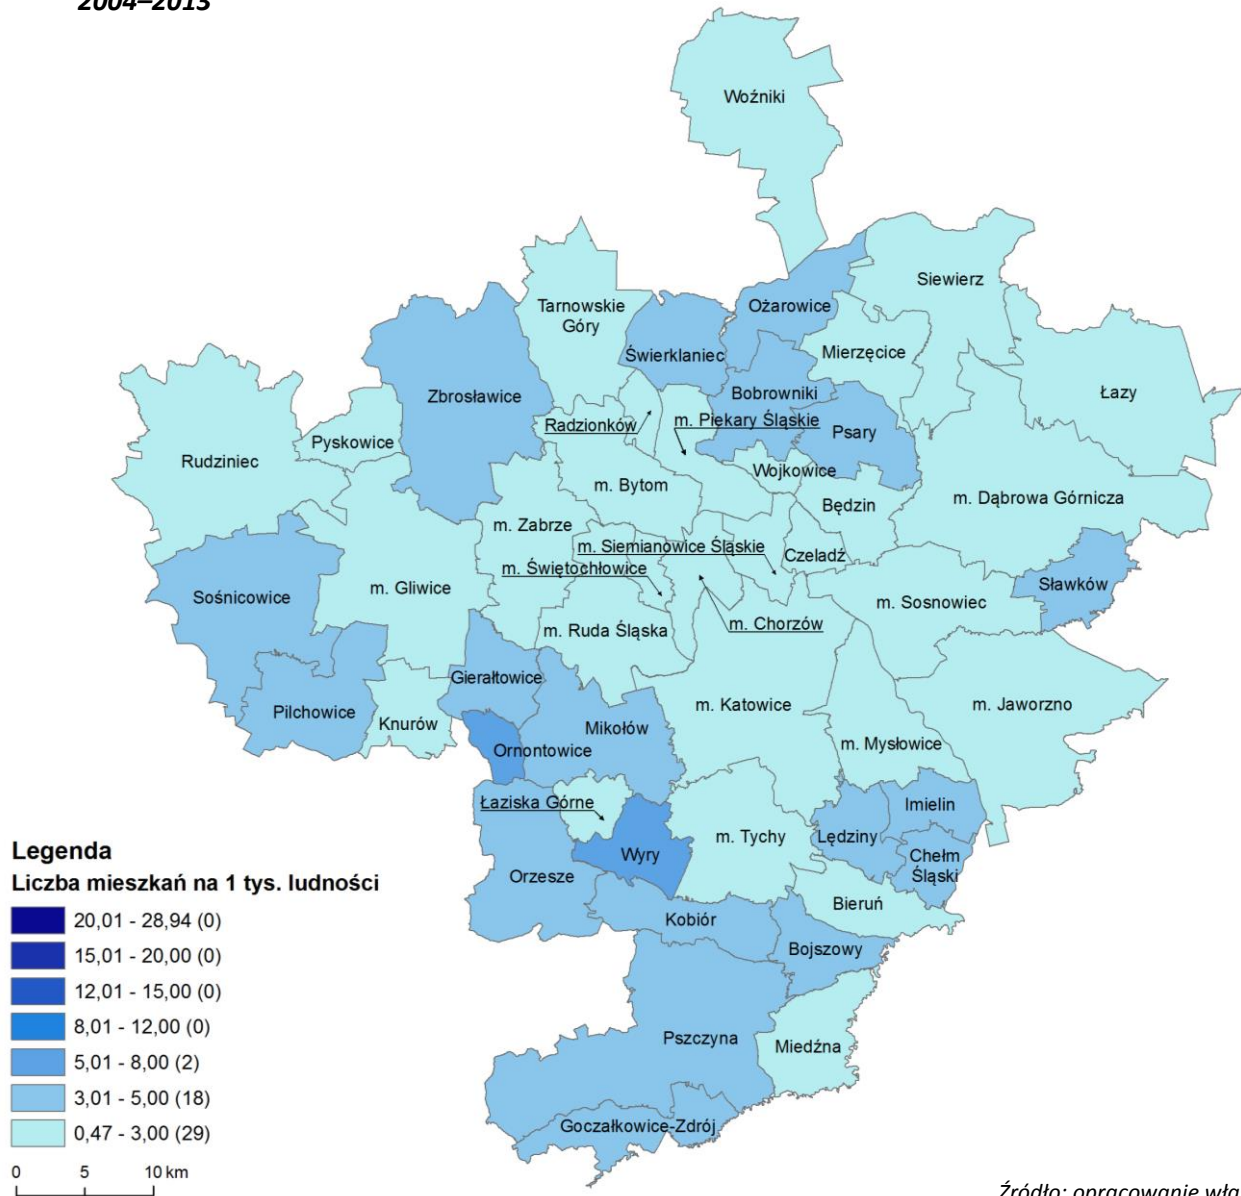 2004–2013
Woźniki
Siewierz
Ożarowice
Tarnowskie
Góry
Mierzęcice
Świerklaniec
Łazy
Bobrowniki
Zbrosławice
Radzionków
m. Piekary Śląskie
Psary
Pyskowice
Rudziniec
Wojkowice
m. Bytom
m. Dąbrowa Górnicza
Będzin
m. Zabrze
m. Siemianowice Śląskie
Czeladź
m. Świętochłowice
Sławków
m. Gliwice
Sośnicowice
m. Sosnowiec
m. Ruda Śląska
m. Chorzów
Gierałtowice
m. Katowice
m. Jaworzno
Pilchowice
Knurów
Mikołów
m. Mysłowice
Ornontowice
Łaziska Górne
Imielin
m. Tychy
Lędziny
Wyry
Chełm
Śląski
Orzesze
Bieruń
Kobiór
Bojszowy
Pszczyna
Miedźna
Goczałkowice-Zdrój
Legenda
Liczba mieszkań na 1 tys. ludności
20,01 - 28,94 (0)
15,01 - 20,00 (0)
12,01 - 15,00 (0)
8,01 - 12,00 (0)
5,01 - 8,00 (2)
3,01 - 5,00 (18)
0,47 - 3,00 (29)
0 5 10 km
Źródło: opracowanie wła